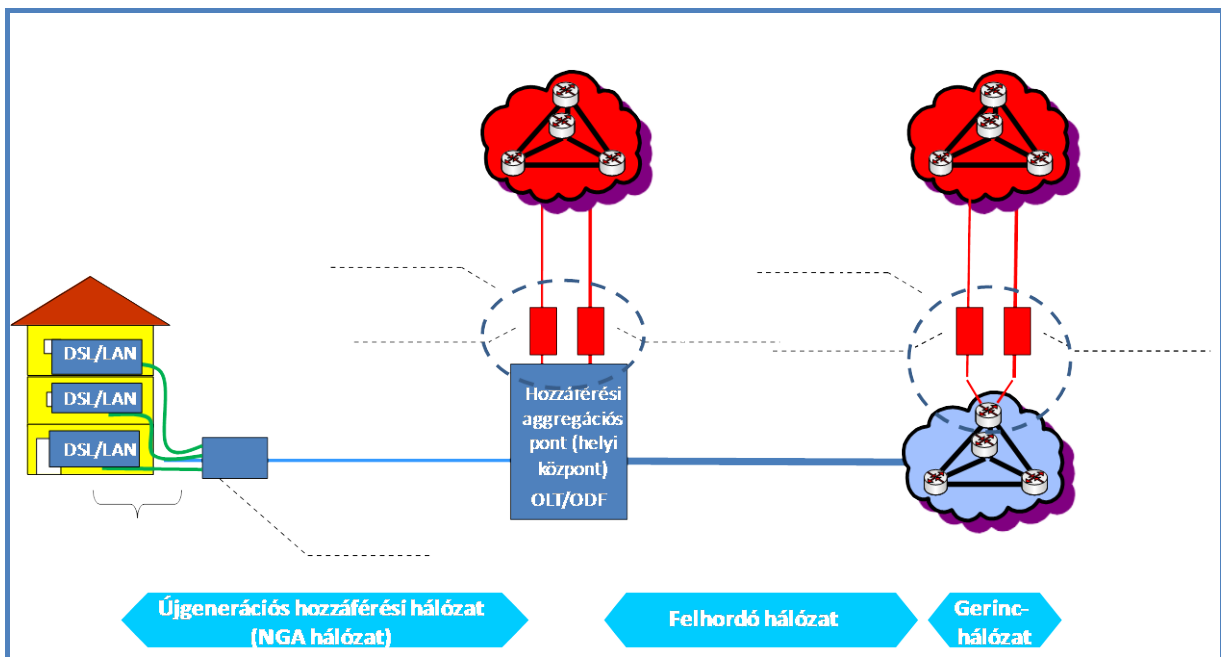 DSL/LAN
DSL/LAN
DSL/LAN
Hozzáférési
aggregációs
pont (helyi
központ)
OLT/ODF
Újgenerációs hozzáférési hálózat
(NGA hálózat)
Felhordó hálózat
Gerinc-
hálózat